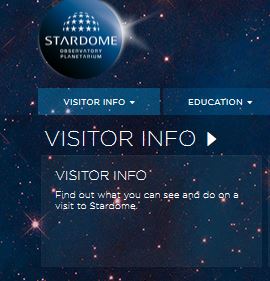 STARDOME
OBSERVATORY
PLANETARIUM
VISITOR INFO EDUCATION
VISITOR INFO
VISITOR INFO
Find out what you can see and do on a
visit to Stardome.